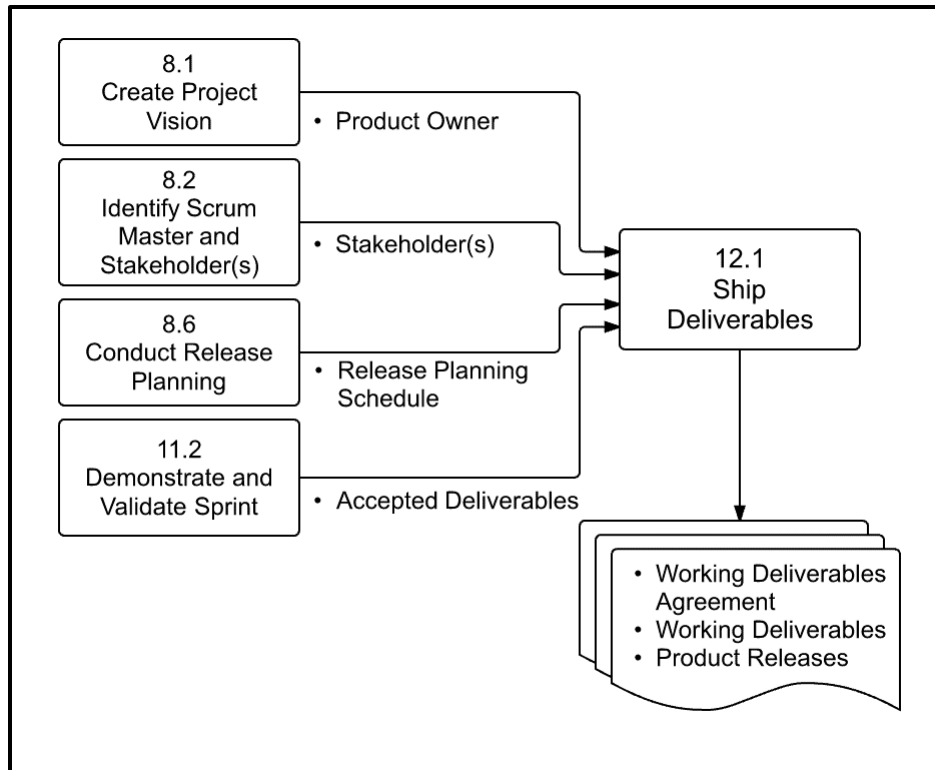 8.1
Create Project
Vision
• Product Owner
8.2
Identify Scrum
Master and
Stakeholder(s)
• Stakeholder(s)
8.6
Conduct Release
Planning
• Release Planning
Schedule
11.2
Demonstrate and
Validate Sprint
• Accepted Deliverables
12.1
Ship
Deliverables
• Working Deliverables
Agreement
• Working Deliverables
• Product Releases